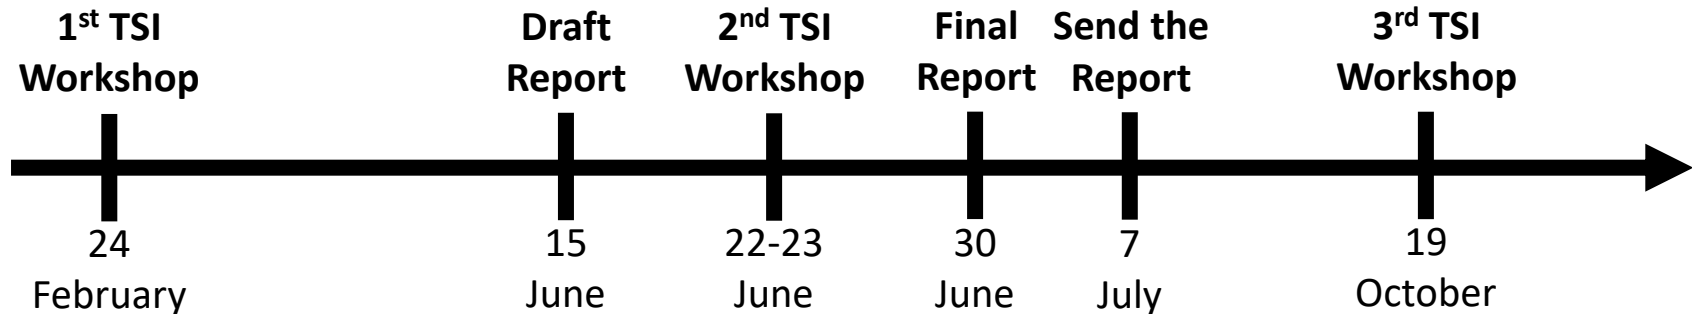 1st TSI
Workshop
Draft
Report
2nd TSI
Workshop
Final
Report
Send the
Report
3rd TSI
Workshop
24
February
15
June
22-23
June
30
June
7
July
19
October